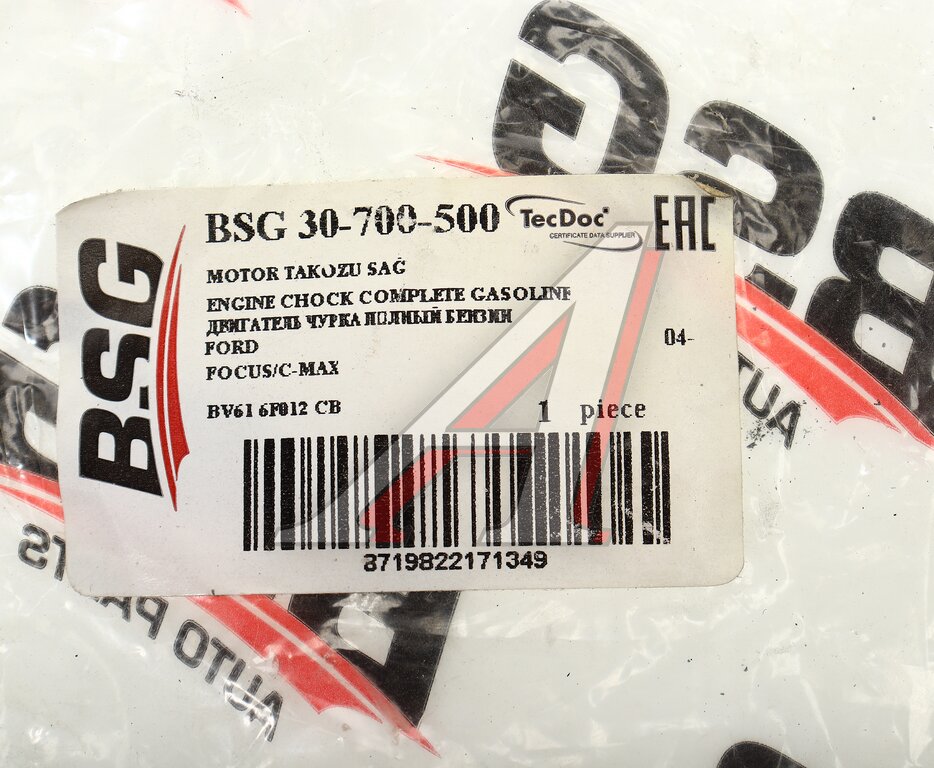 BSG
BSG 30-700-500
TecDoc
CERTIFICATE DATA SUPPLIER
EAC
MOTOR TAKOZU SAĞ
ENGINE CHOCK COMPLETE GASOLINE
ДВИГАТЕЛЬ ЧУРКА ПОЛНЫЙ БЕНЗИН
FORD
04-
FOCUS/C-MAX
BV61 6F012 CB
1 piece
8719822171349
AUTO PARTS